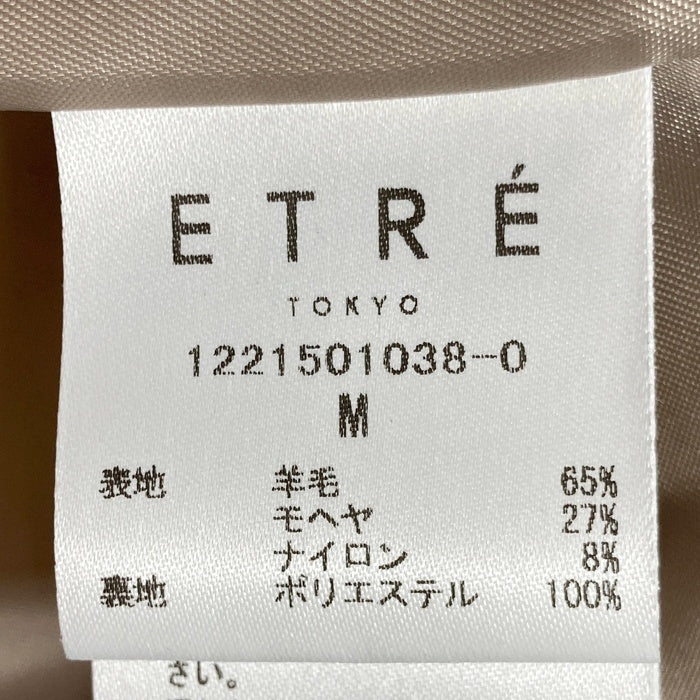 ETRÉ
TOKYO
1221501038-0
M
表地 羊毛 65%
モヘヤ 27%
ナイロン 8%
裏地 ポリエステル 100%
さい。